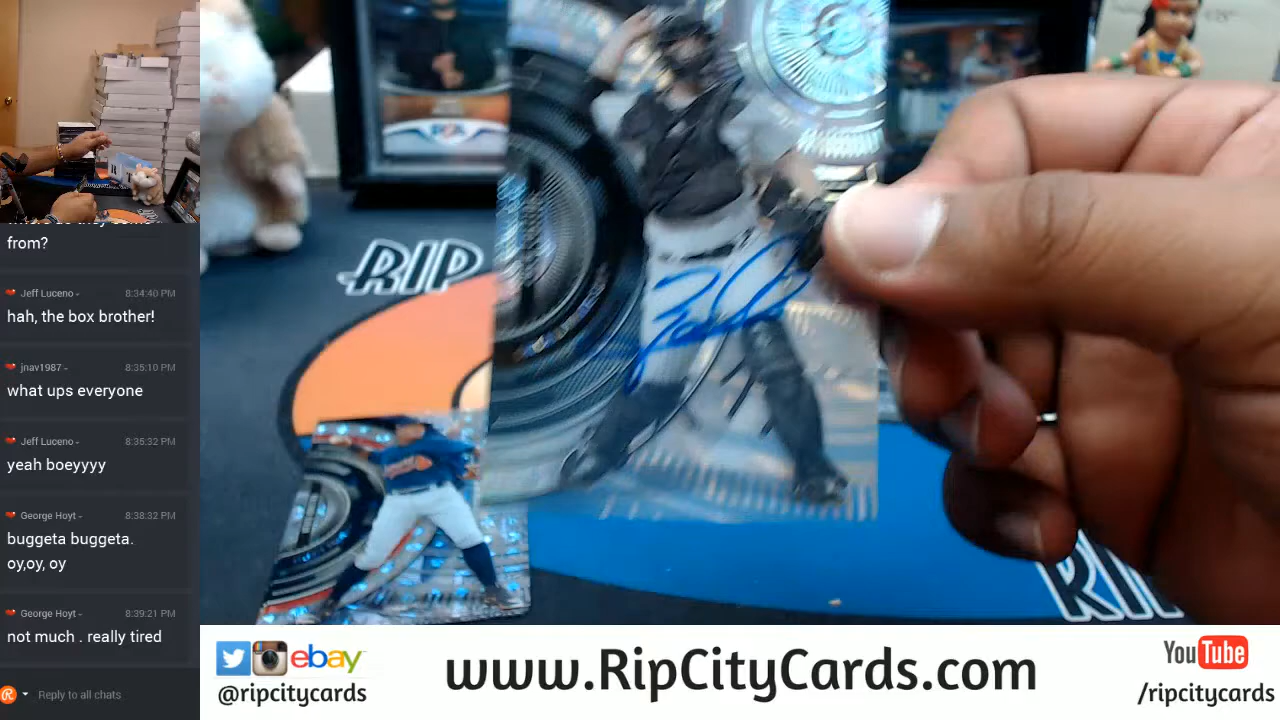 from?
Jeff Luceno - 8:34:40 PM
hah, the box brother!
jnav1987 - 8:35:10 PM
what ups everyone
Jeff Luceno - 8:35:32 PM
yeah boeyyyy
George Hoyt - 8:38:32 PM
buggeta buggeta.
oy,oy, oy
George Hoyt - 8:39:21 PM
not much . really tired
Reply to all chats
RIP
RIP
ebay
@ripcitycards
www.RipCityCards.com
YouTube
/ripcitycards